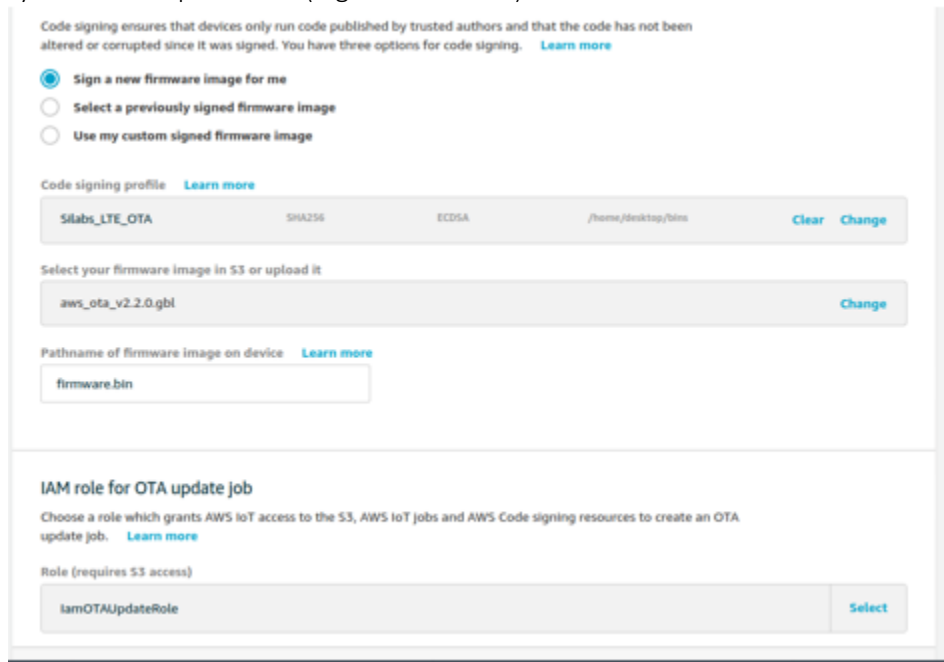 Code signing ensures that devices only run code published by trusted authors and that the code has not been
altered or corrupted since it was signed. You have three options for code signing. Learn more
Sign a new firmware image for me
Select a previously signed firmware image
Use my custom signed firmware image
Code signing profile Learn more
Silabs_LTE_OTA SHA256 ECDSA /home/desktop/bins Clear Change
Select your firmware image in S3 or upload it
aws_ota_v2.2.0.gbl Change
Pathname of firmware image on device Learn more
firmware.bin
IAM role for OTA update job
Choose a role which grants AWS IoT access to the S3, AWS IoT jobs and AWS Code signing resources to create an OTA
update job. Learn more
Role (requires S3 access)
IamOTAUpdateRole Select